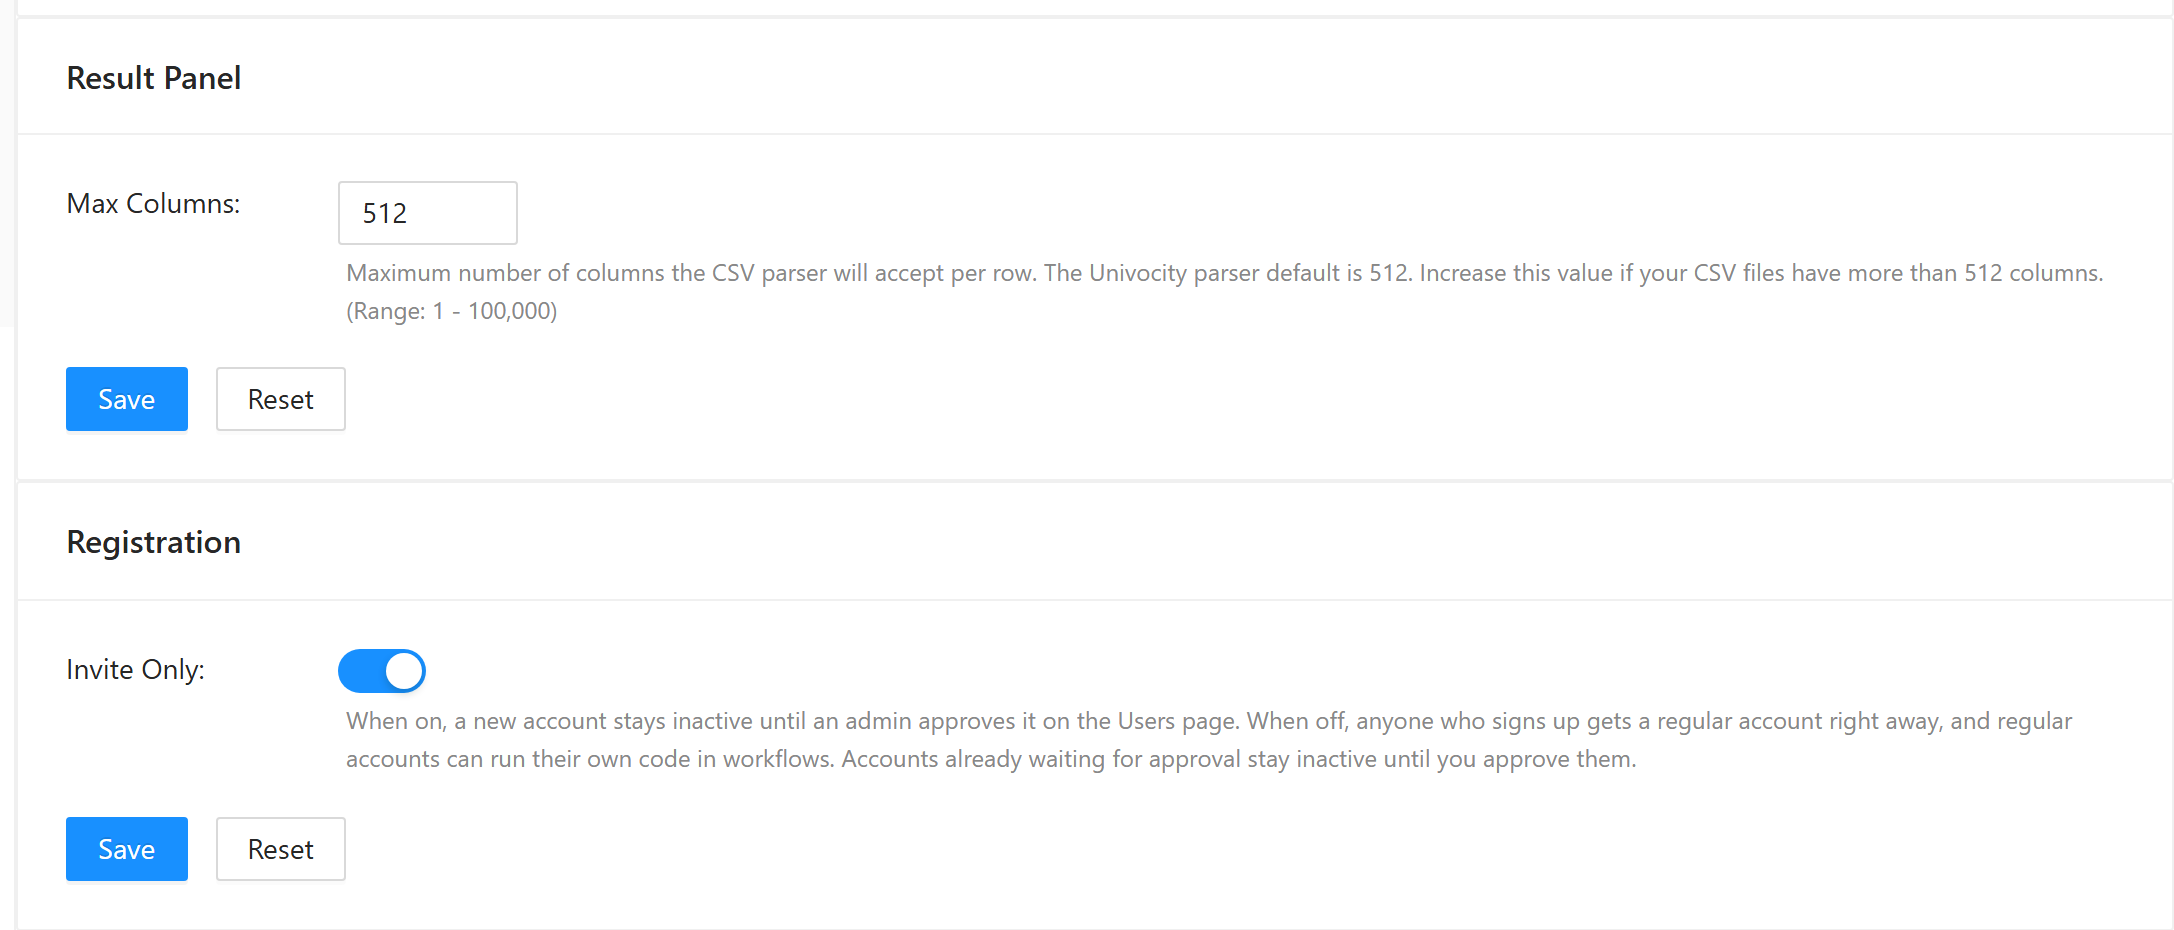 Result Panel
Max Columns:
512
Maximum number of columns the CSV parser will accept per row. The Univocity parser default is 512. Increase this value if your CSV files have more than 512 columns.
(Range: 1 - 100,000)
Save
Reset
Registration
Invite Only:
When on, a new account stays inactive until an admin approves it on the Users page. When off, anyone who signs up gets a regular account right away, and regular
accounts can run their own code in workflows. Accounts already waiting for approval stay inactive until you approve them.
Save
Reset